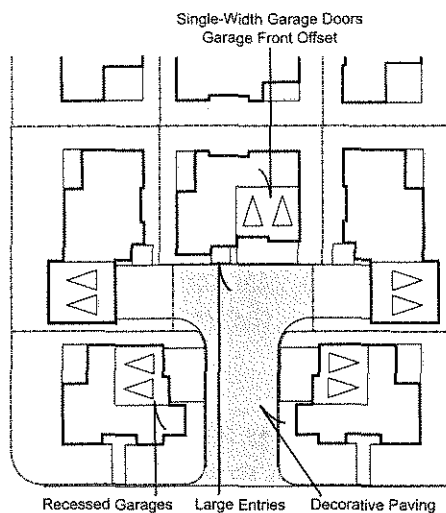 Single-Width Garage Doors
Garage Front Offset
Recessed Garages
Large Entries
Decorative Paving